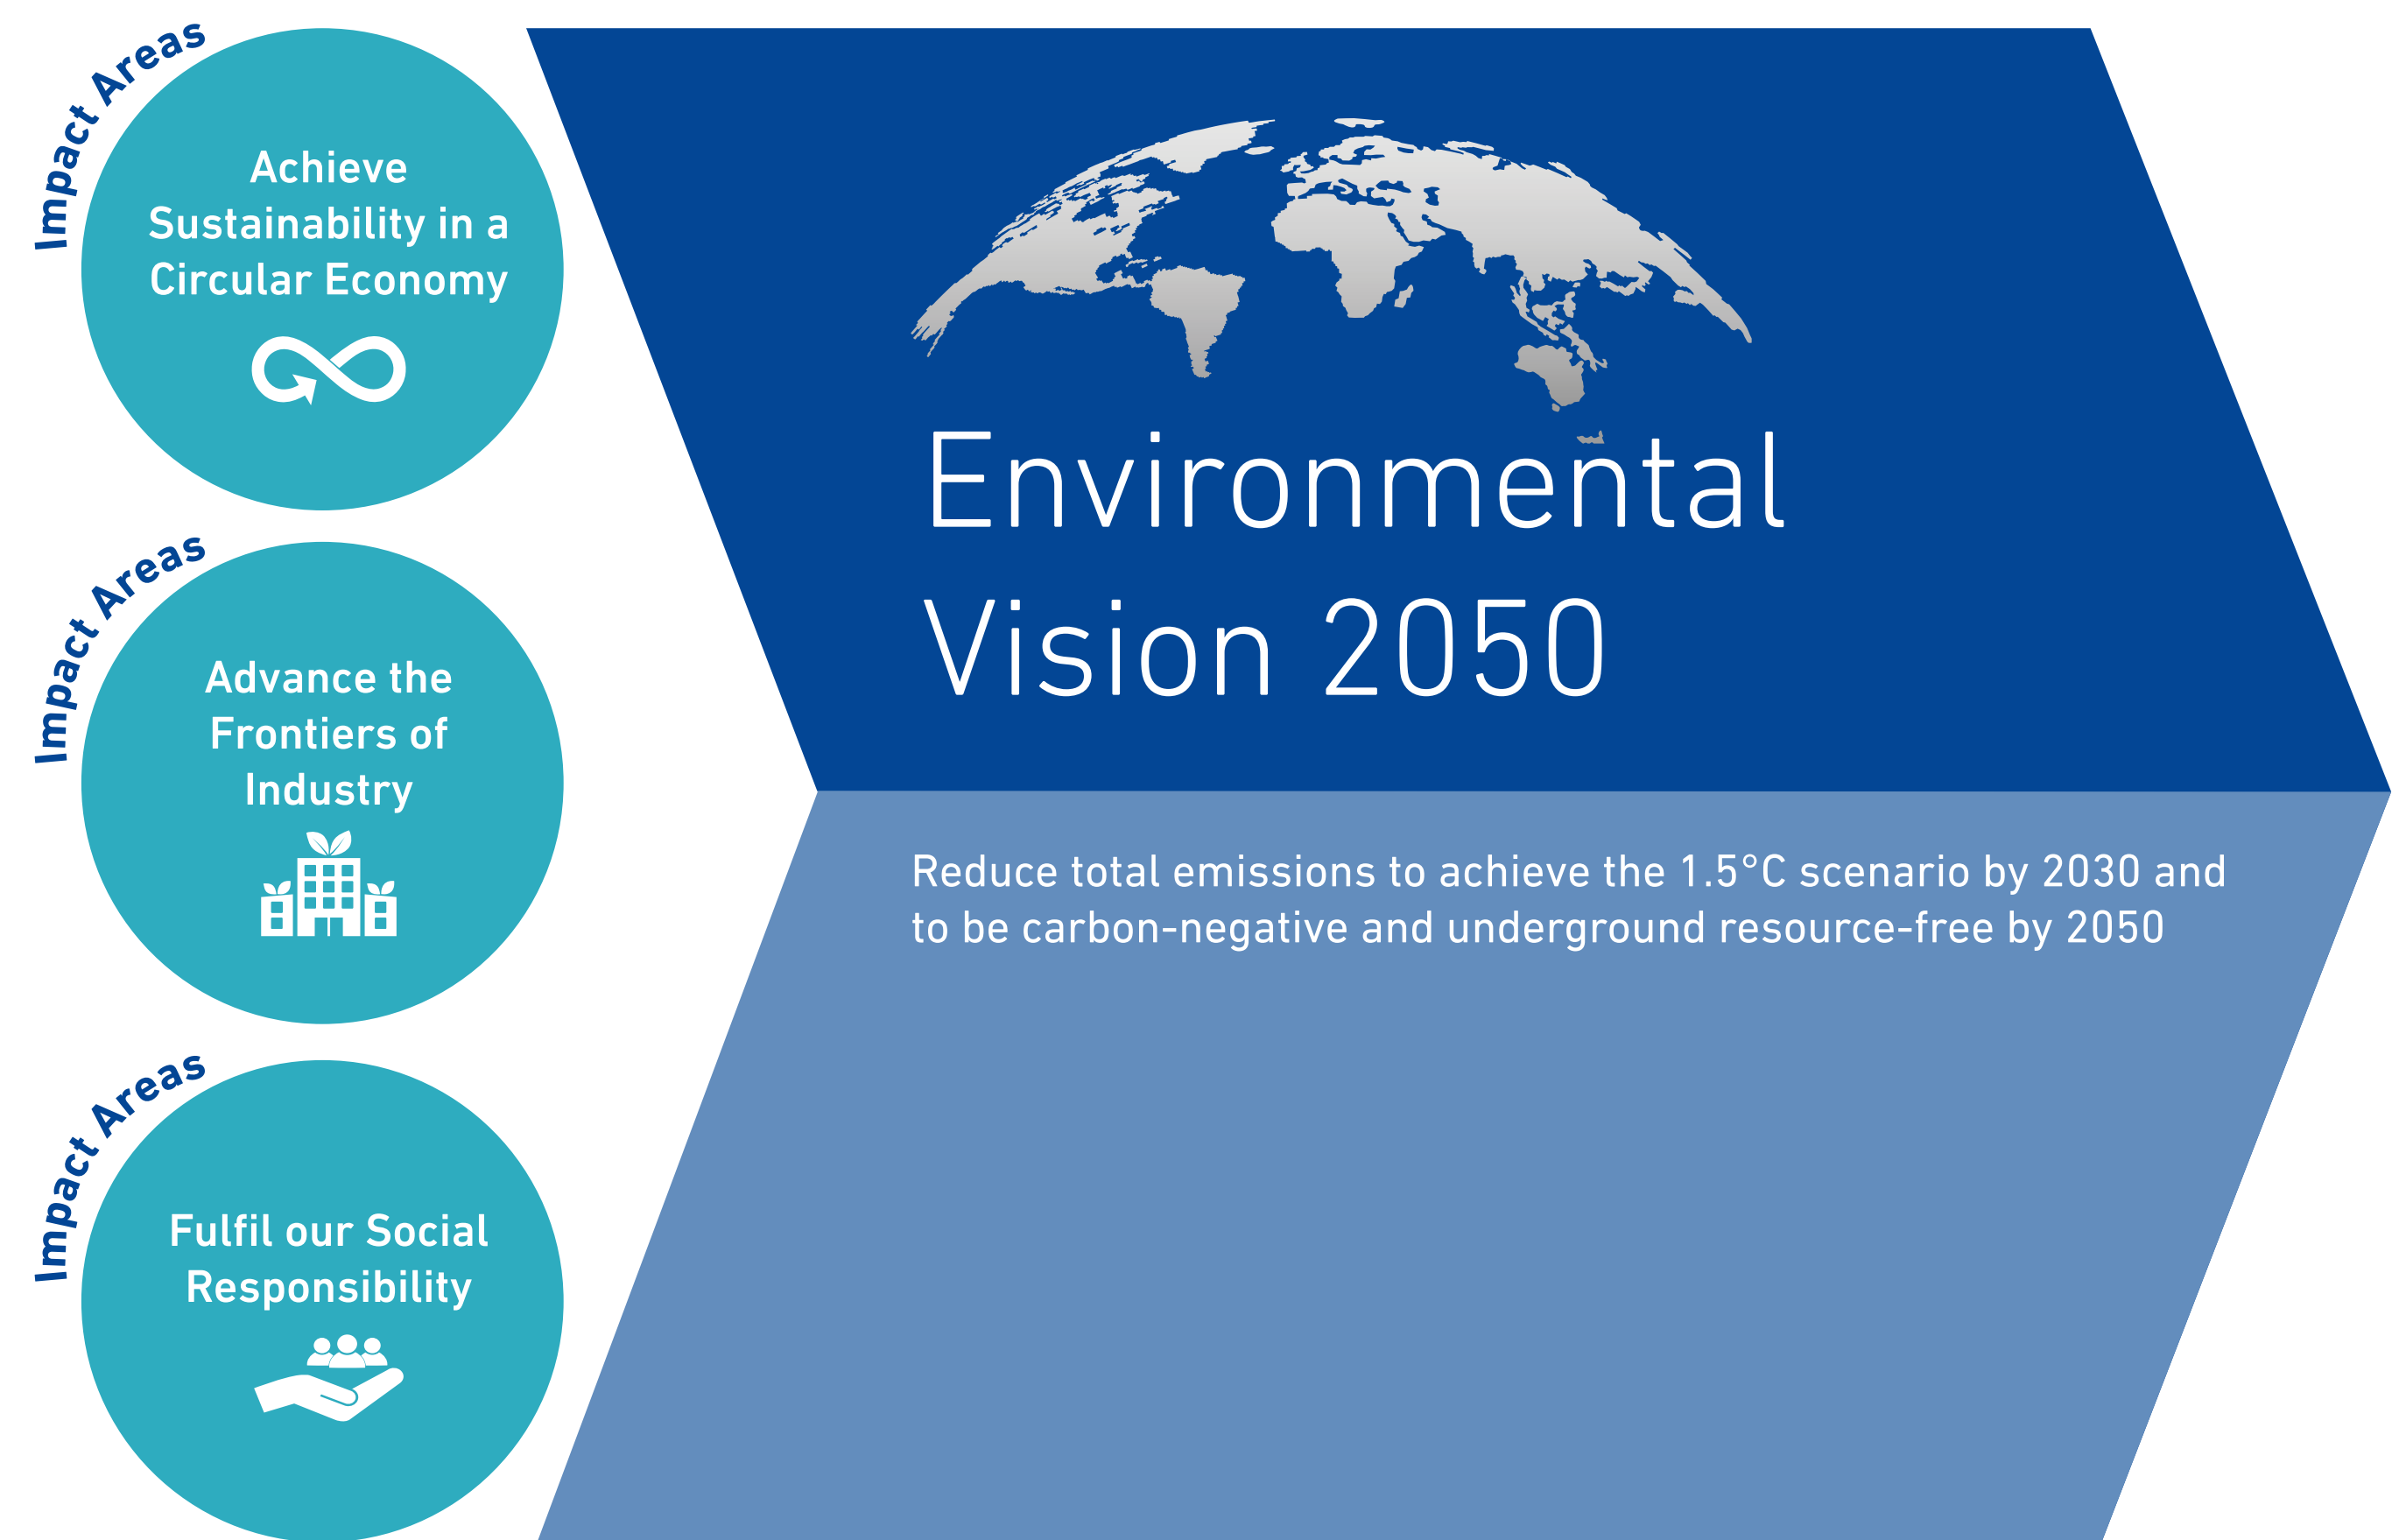 Impact Areas
Achieve
Sustainability in a
Circular Economy
Impact Areas
Advance the
Frontiers of
Industry
Impact Areas
Fulfil our Social
Responsibility
Environmental
Vision 2050
Reduce total emissions to achieve the 1.5°C scenario by 2030 and
to be carbon-negative and underground resource-free by 2050